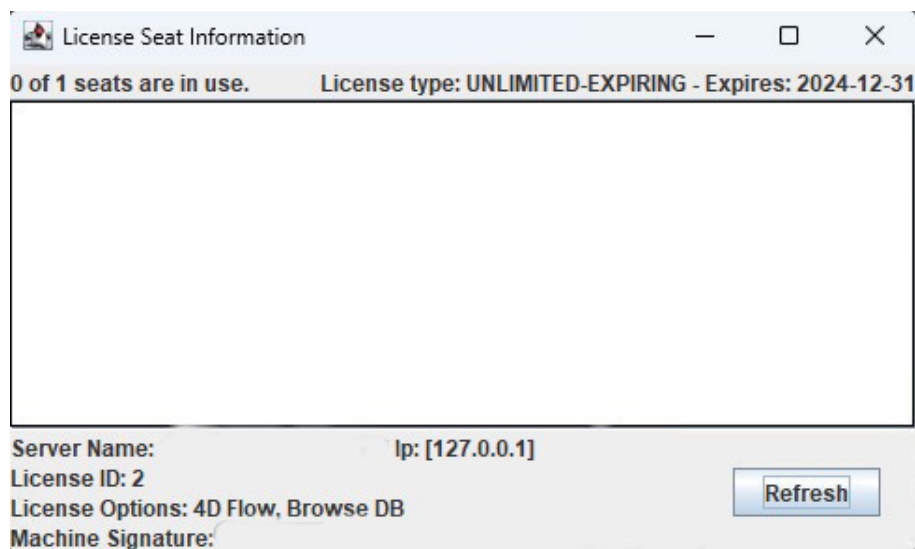 License Seat Information
0 of 1 seats are in use. License type: UNLIMITED-EXPIRING - Expires: 2024-12-31
Server Name: Ip: [127.0.0.1]
License ID: 2
License Options: 4D Flow, Browse DB
Refresh
Machine Signature: